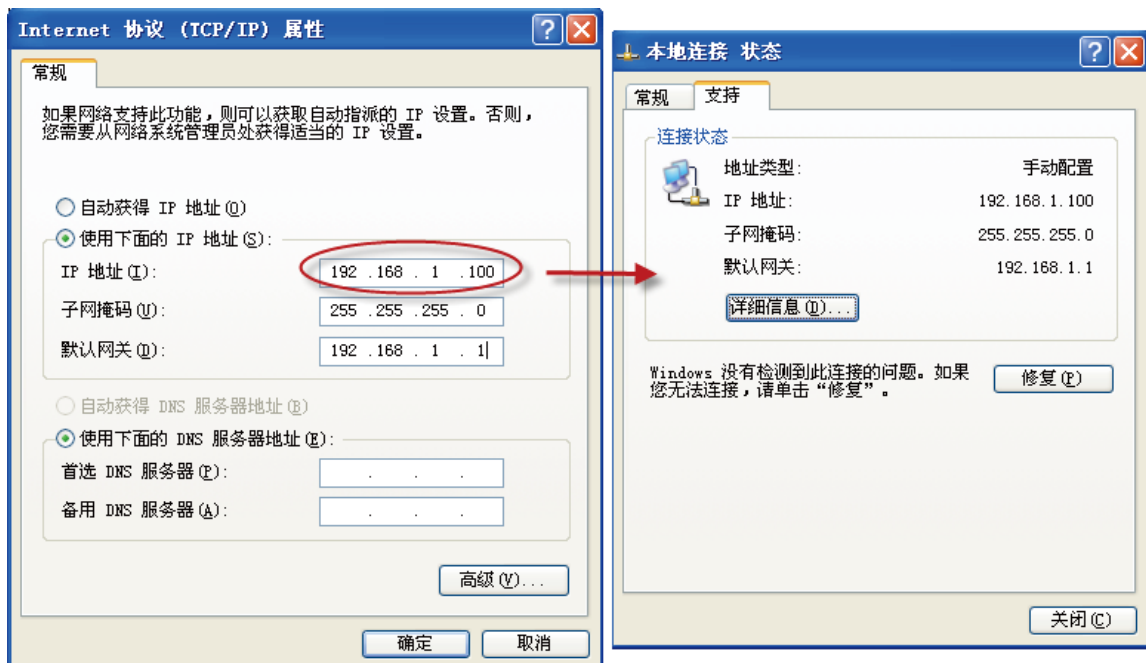 Internet 协议 (TCP/IP) 属性
常规
如果网络支持此功能，则可以获取自动指派的 IP 设置。否则，
您需要从网络系统管理员处获得适当的 IP 设置。
自动获得 IP 地址(O)
使用下面的 IP 地址(S):
IP 地址(I): 192 .168 . 1 .100
子网掩码(U): 255 .255 .255 . 0
默认网关(D): 192 .168 . 1 . 1
自动获得 DNS 服务器地址(B)
使用下面的 DNS 服务器地址(E):
首选 DNS 服务器(P): . . .
备用 DNS 服务器(A): . . .
高级(V)...
确定 取消
本地连接 状态
常规 支持
连接状态
地址类型: 手动配置
IP 地址: 192.168.1.100
子网掩码: 255.255.255.0
默认网关: 192.168.1.1
详细信息(D)...
Windows 没有检测到此连接的问题。如果
您无法连接，请单击“修复”。
修复(P)
关闭(C)